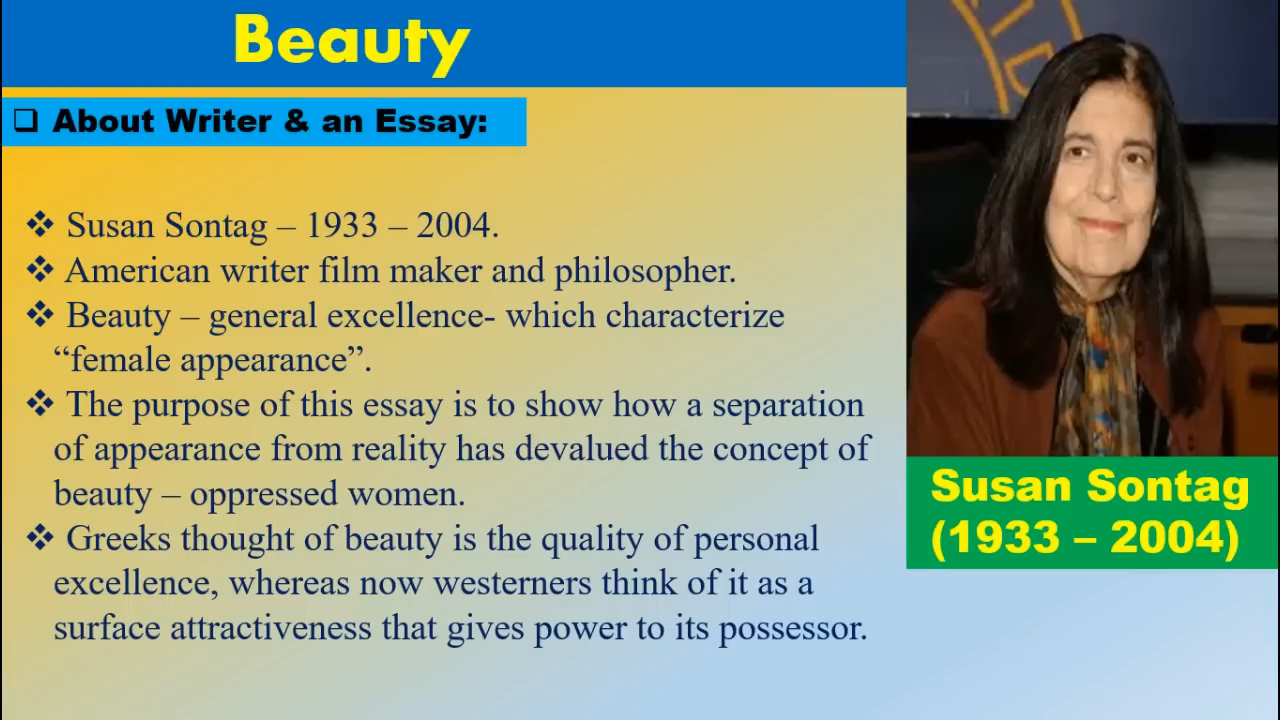 Beauty
❑ About Writer & an Essay:
❖ Susan Sontag – 1933 – 2004.
❖ American writer film maker and philosopher.
❖ Beauty – general excellence- which characterize
“female appearance”.
❖ The purpose of this essay is to show how a separation
of appearance from reality has devalued the concept of
beauty – oppressed women.
❖ Greeks thought of beauty is the quality of personal
excellence, whereas now westerners think of it as a
surface attractiveness that gives power to its possessor.
Susan Sontag
(1933 – 2004)